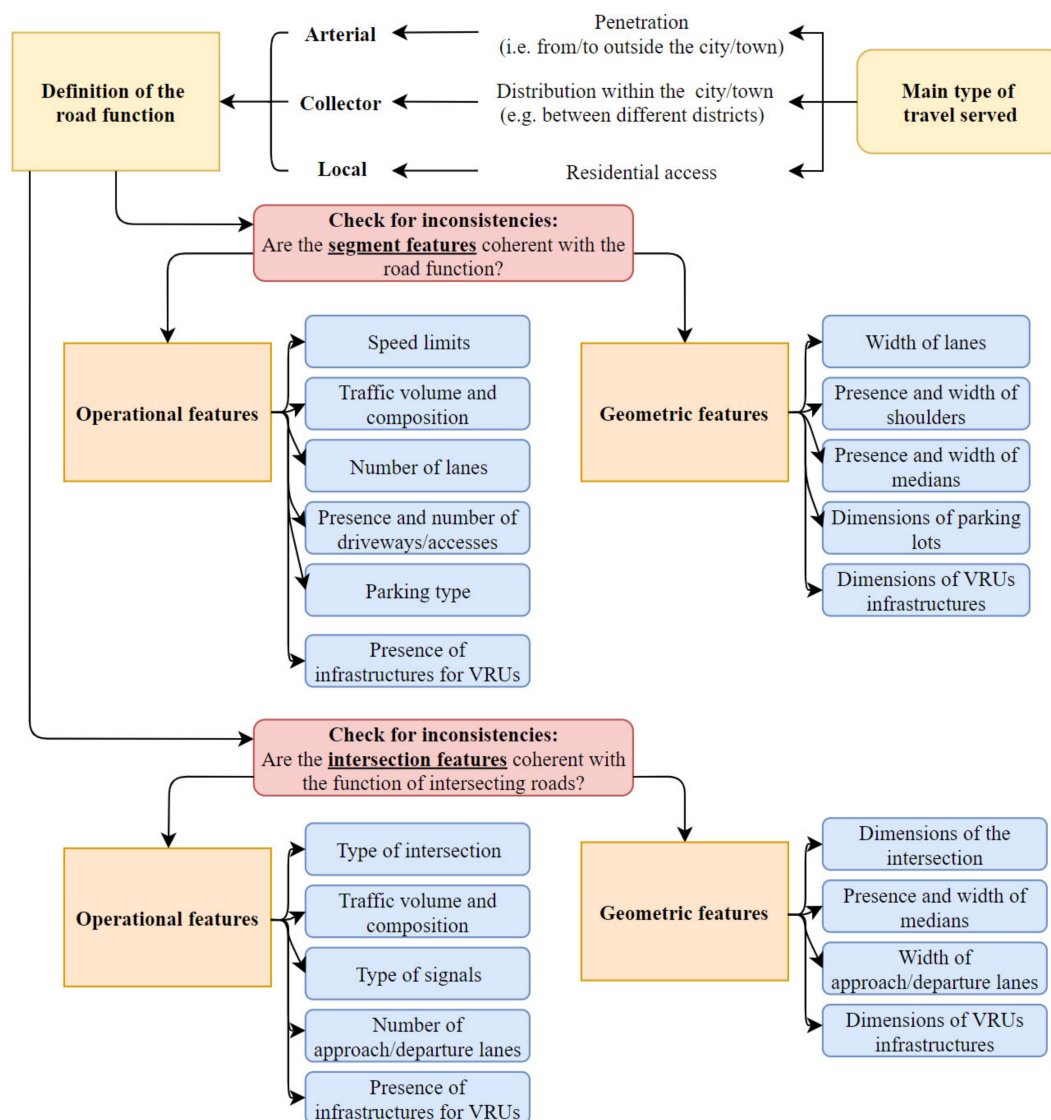 Definition of the
road function
Arterial
Collector
Local
Penetration
(i.e. from/to outside the city/town)
Distribution within the city/town
(e.g. between different districts)
Residential access
Main type of
travel served
Check for inconsistencies:
Are the segment features coherent with the
road function?
Operational features
Speed limits
Traffic volume and
composition
Number of lanes
Presence and number of
driveways/accesses
Parking type
Presence of
infrastructures for VRUs
Geometric features
Width of lanes
Presence and width of
shoulders
Presence and width of
medians
Dimensions of parking
lots
Dimensions of VRUs
infrastructures
Check for inconsistencies:
Are the intersection features coherent with
the function of intersecting roads?
Operational features
Type of intersection
Traffic volume and
composition
Type of signals
Number of
approach/departure lanes
Presence of
infrastructures for VRUs
Geometric features
Dimensions of the
intersection
Presence and width of
medians
Width of
approach/departure lanes
Dimensions of VRUs
infrastructures